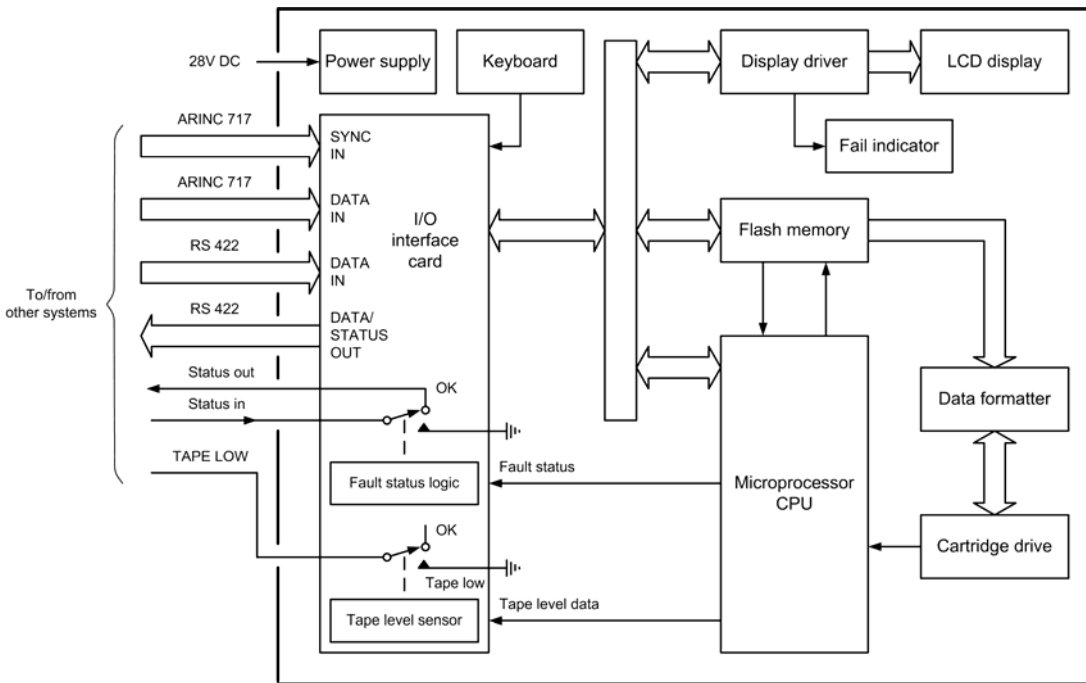 28V DC
Power supply
Keyboard
Display driver
LCD display
Fail indicator
ARINC 717
SYNC
IN
ARINC 717
DATA
IN
I/O
interface
card
RS 422
DATA
IN
RS 422
DATA/
STATUS
OUT
To/from
other systems
Flash memory
Status out
OK
Status in
TAPE LOW
Fault status logic
Fault status
Microprocessor
CPU
Data formatter
Cartridge drive
OK
Tape low
Tape level sensor
Tape level data